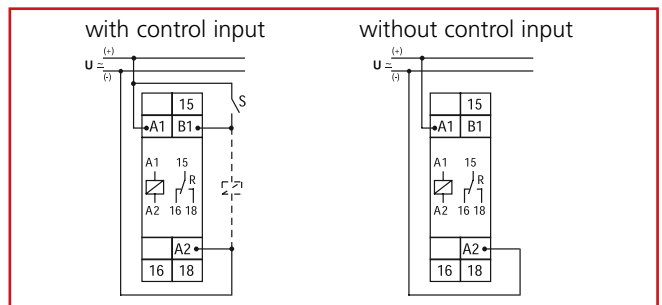 with control input
without control input
(+)
U ≂
(-)
S
15
A1 B1
A1 15
R
A2 16 18
A2
16 18
(+)
U ≂
(-)
15
A1 B1
A1 15
R
A2 16 18
A2
16 18